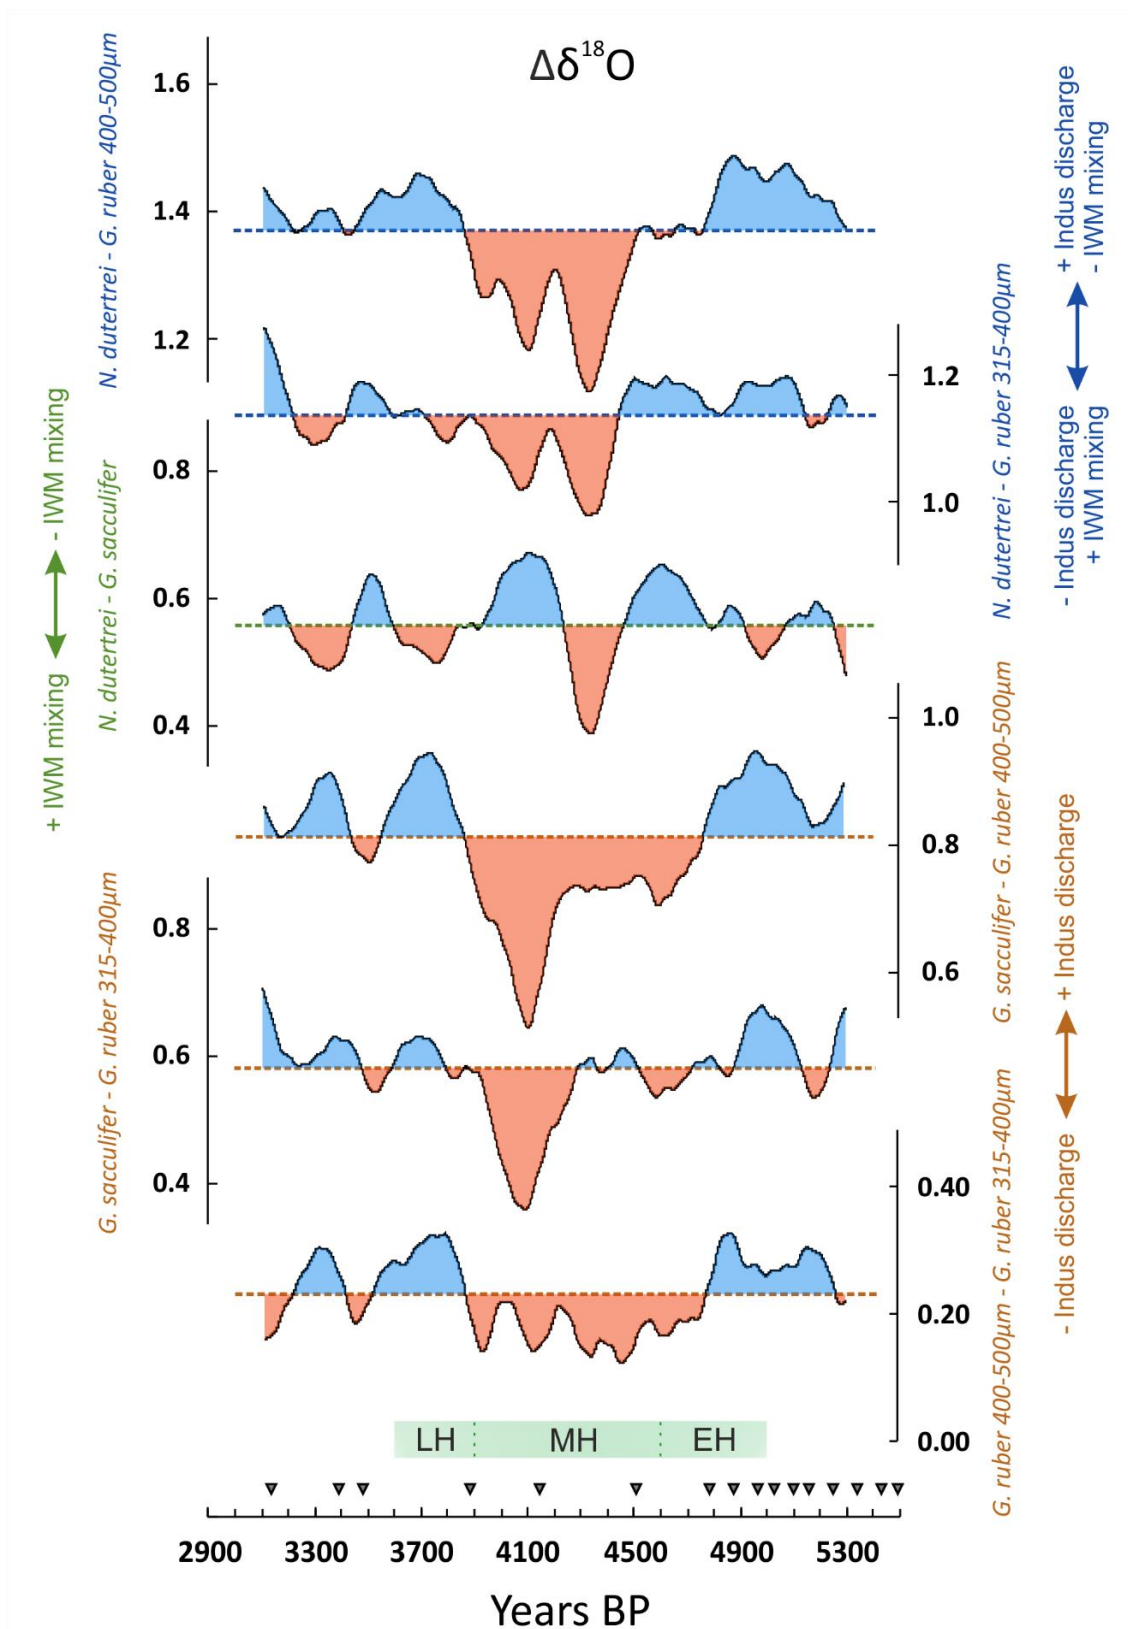 Δδ¹⁸O
N. dutertrei - G. ruber 400-500µm
1.6
1.4
1.2
+ Indus discharge
- IWM mixing
- Indus discharge
+ IWM mixing
N. dutertrei - G. ruber 315-400µm
1.2
1.0
- IWM mixing
+ IWM mixing
N. dutertrei - G. sacculifer
0.8
0.6
0.4
G. sacculifer - G. ruber 400-500µm
1.0
0.8
0.6
+ Indus discharge
- Indus discharge
G. sacculifer - G. ruber 315-400µm
0.8
0.6
0.4
G. ruber 400-500µm - G. ruber 315-400µm
0.40
0.20
0.00
LH MH EH
2900 3300 3700 4100 4500 4900 5300
Years BP